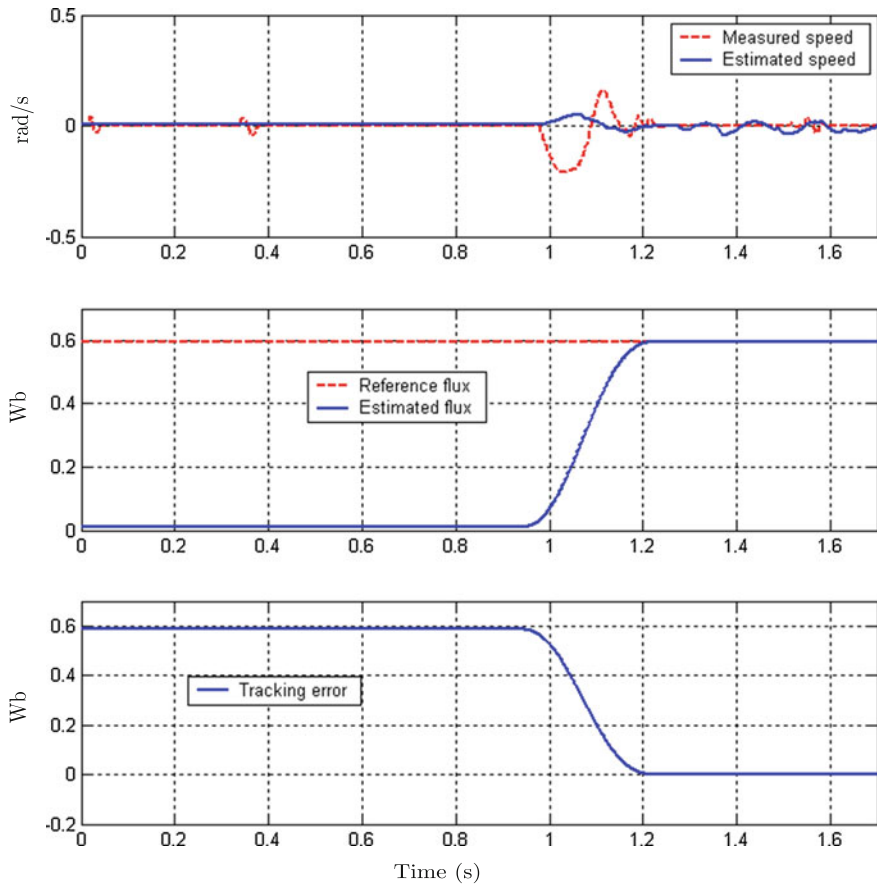 0.5
Measured speed
Estimated speed
rad/s
0
-0.5
0 0.2 0.4 0.6 0.8 1 1.2 1.4 1.6
0.6
Reference flux
Estimated flux
Wb
0.4
0.2
0
0 0.2 0.4 0.6 0.8 1 1.2 1.4 1.6
0.6
0.4
Tracking error
Wb
0.2
0
-0.2
0 0.2 0.4 0.6 0.8 1 1.2 1.4 1.6
Time (s)